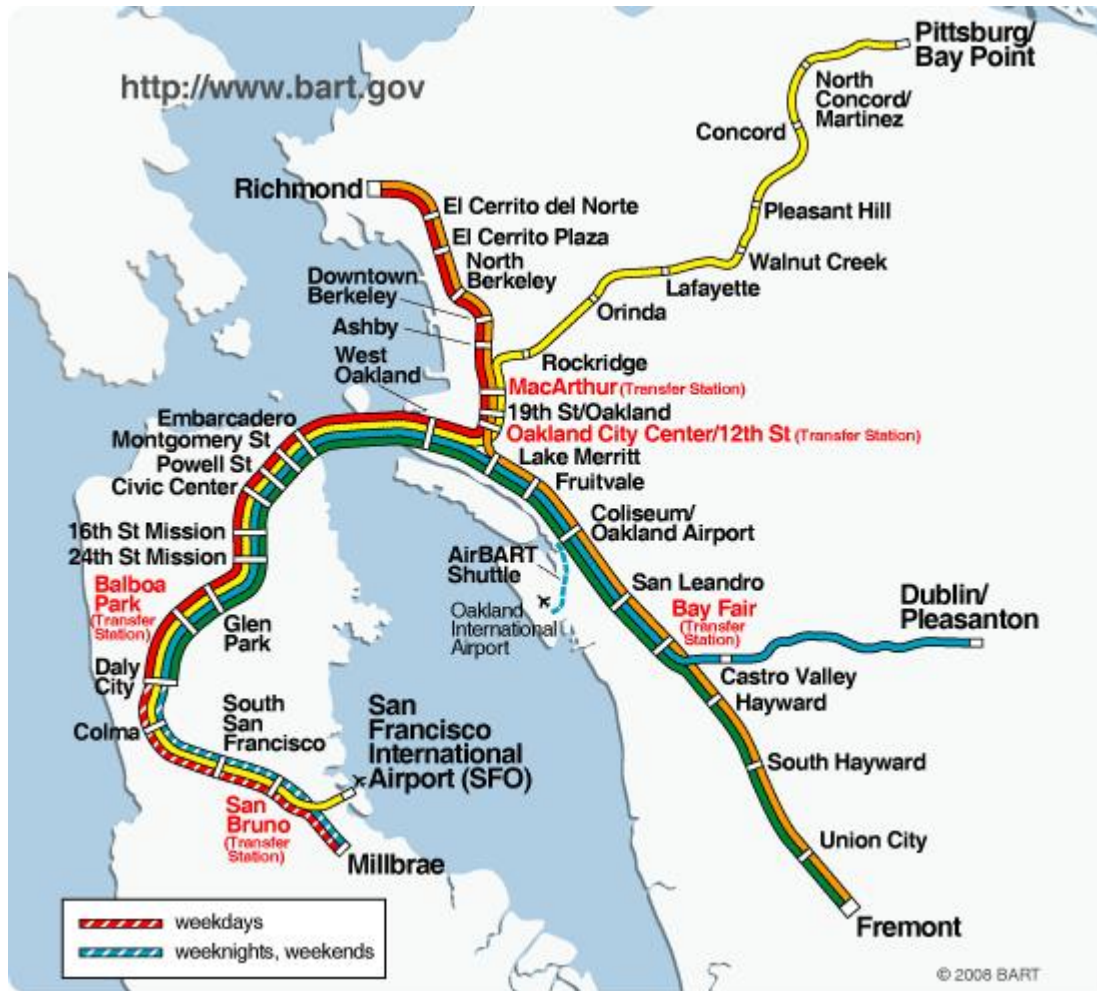 http://www.bart.gov
Pittsburg/
Bay Point
North
Concord/
Martinez
Concord
Richmond
El Cerrito del Norte
Pleasant Hill
El Cerrito Plaza
North
Berkeley
Walnut Creek
Downtown
Berkeley
Lafayette
Orinda
Ashby
West
Oakland
Rockridge
MacArthur (Transfer Station)
19th St/Oakland
Embarcadero
Oakland City Center/12th St (Transfer Station)
Montgomery St
Lake Merritt
Powell St
Fruitvale
Civic Center
Coliseum/
Oakland Airport
16th St Mission
24th St Mission
AirBART
Shuttle
San Leandro
Balboa
Park
(Transfer
Station)
Bay Fair
(Transfer
Station)
Dublin/
Pleasanton
Glen
Park
Oakland
International
Airport
Daly
City
Castro Valley
Hayward
Colma
South
San
Francisco
San
Francisco
International
Airport (SFO)
South Hayward
San
Bruno
(Transfer
Station)
Union City
Millbrae
Fremont
weekdays
weeknights, weekends
© 2008 BART